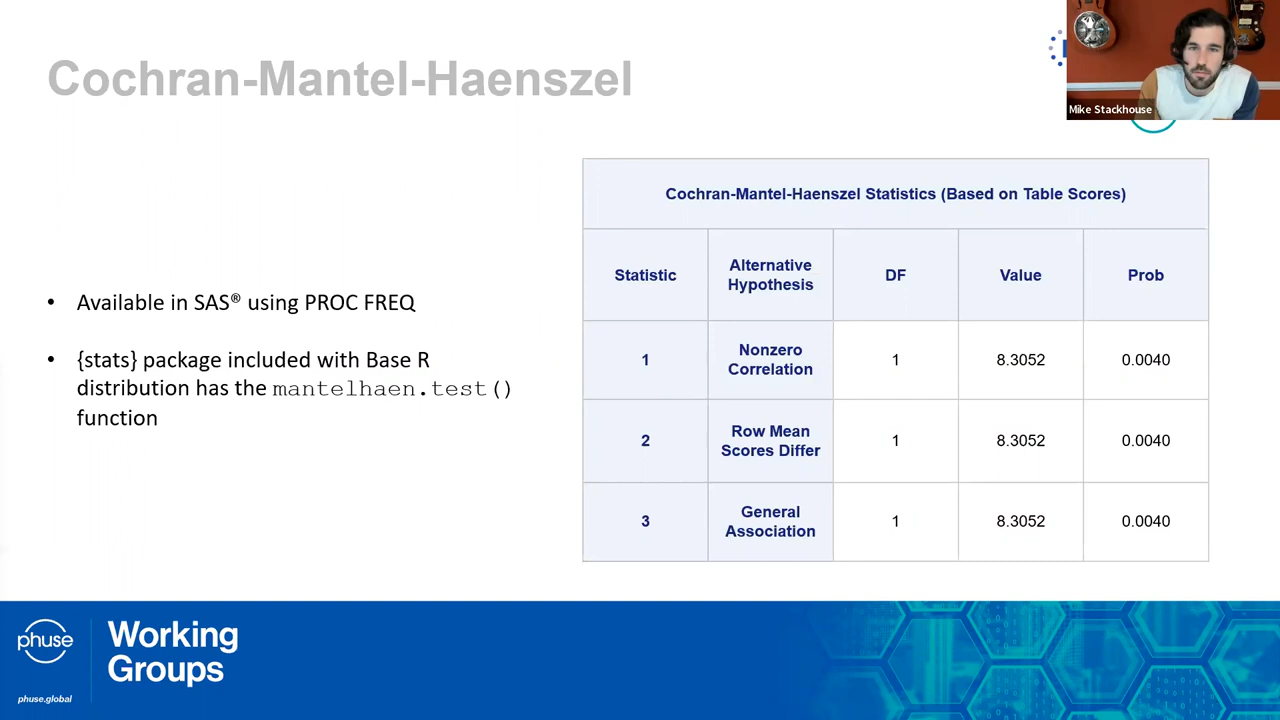 Cochran-Mantel-Haenszel
Mike Stackhouse
• Available in SAS® using PROC FREQ
• {stats} package included with Base R
distribution has the mantelhaen.test()
function
Cochran-Mantel-Haenszel Statistics (Based on Table Scores)
Statistic
Alternative
Hypothesis
DF
Value
Prob
1
Nonzero
Correlation
1
8.3052
0.0040
2
Row Mean
Scores Differ
1
8.3052
0.0040
3
General
Association
1
8.3052
0.0040
phuse
phuse.global
Working
Groups